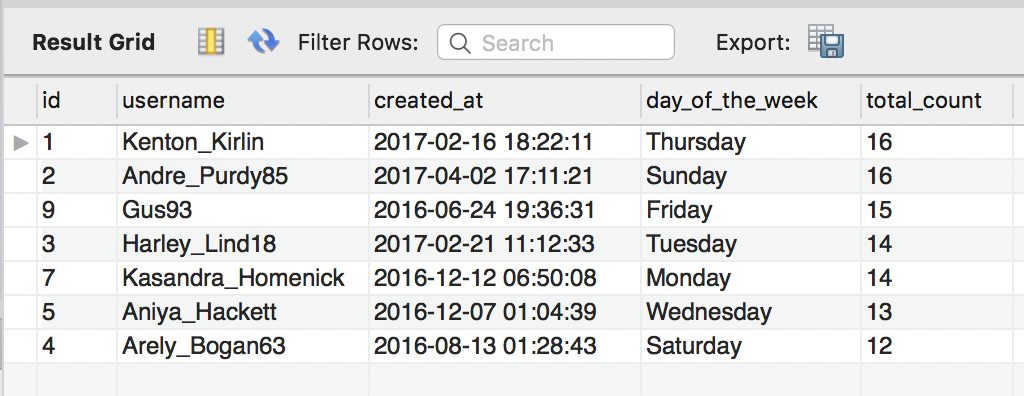 Result Grid Filter Rows: Search Export:
id username created_at day_of_the_week total_count
1 Kenton_Kirlin 2017-02-16 18:22:11 Thursday 16
2 Andre_Purdy85 2017-04-02 17:11:21 Sunday 16
9 Gus93 2016-06-24 19:36:31 Friday 15
3 Harley_Lind18 2017-02-21 11:12:33 Tuesday 14
7 Kasandra_Homenick 2016-12-12 06:50:08 Monday 14
5 Aniya_Hackett 2016-12-07 01:04:39 Wednesday 13
4 Arely_Bogan63 2016-08-13 01:28:43 Saturday 12